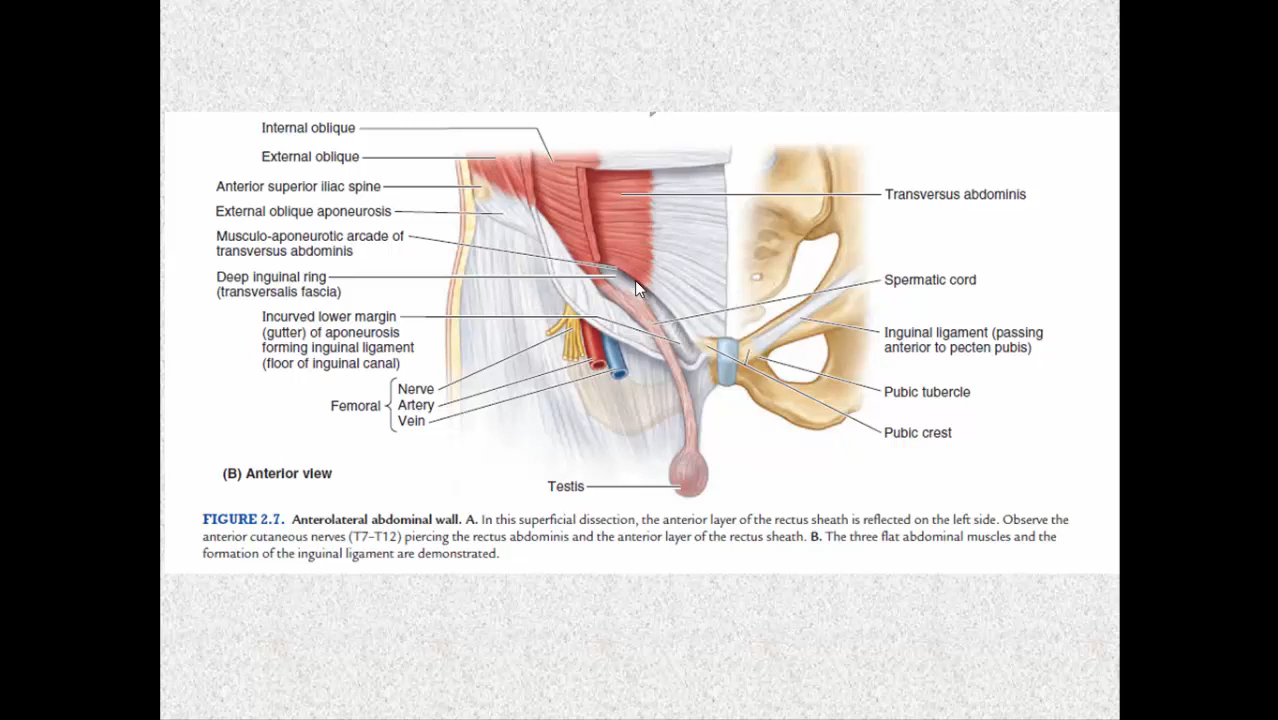 Internal oblique
External oblique
Anterior superior iliac spine
External oblique aponeurosis
Musculo-aponeurotic arcade of
transversus abdominis
Deep inguinal ring
(transversalis fascia)
Incurved lower margin
(gutter) of aponeurosis
forming inguinal ligament
(floor of inguinal canal)
Femoral
Nerve
Artery
Vein
(B) Anterior view
Testis
Transversus abdominis
Spermatic cord
Inguinal ligament (passing
anterior to pecten pubis)
Pubic tubercle
Pubic crest
FIGURE 2.7. Anterolateral abdominal wall. A. In this superficial dissection, the anterior layer of the rectus sheath is reflected on the left side. Observe the
anterior cutaneous nerves (T7–T12) piercing the rectus abdominis and the anterior layer of the rectus sheath. B. The three flat abdominal muscles and the
formation of the inguinal ligament are demonstrated.